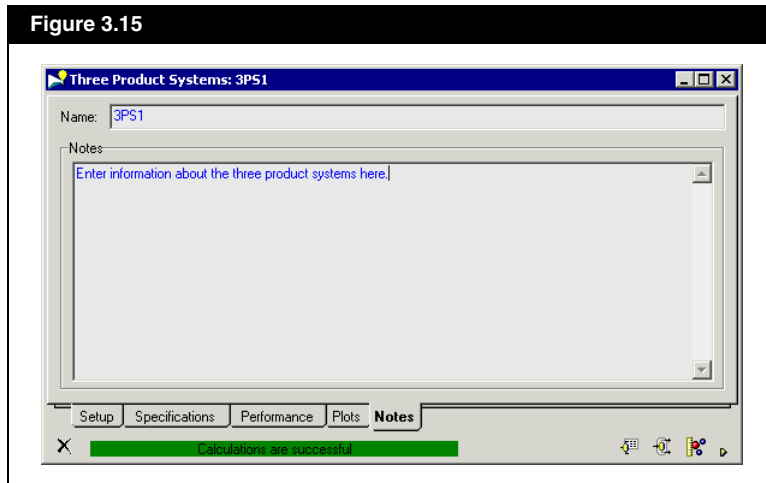 Figure 3.15
Three Product Systems: 3PS1
Name: 3PS1
Notes
Enter information about the three product systems here.
Setup Specifications Performance Plots Notes
Calculations are successful